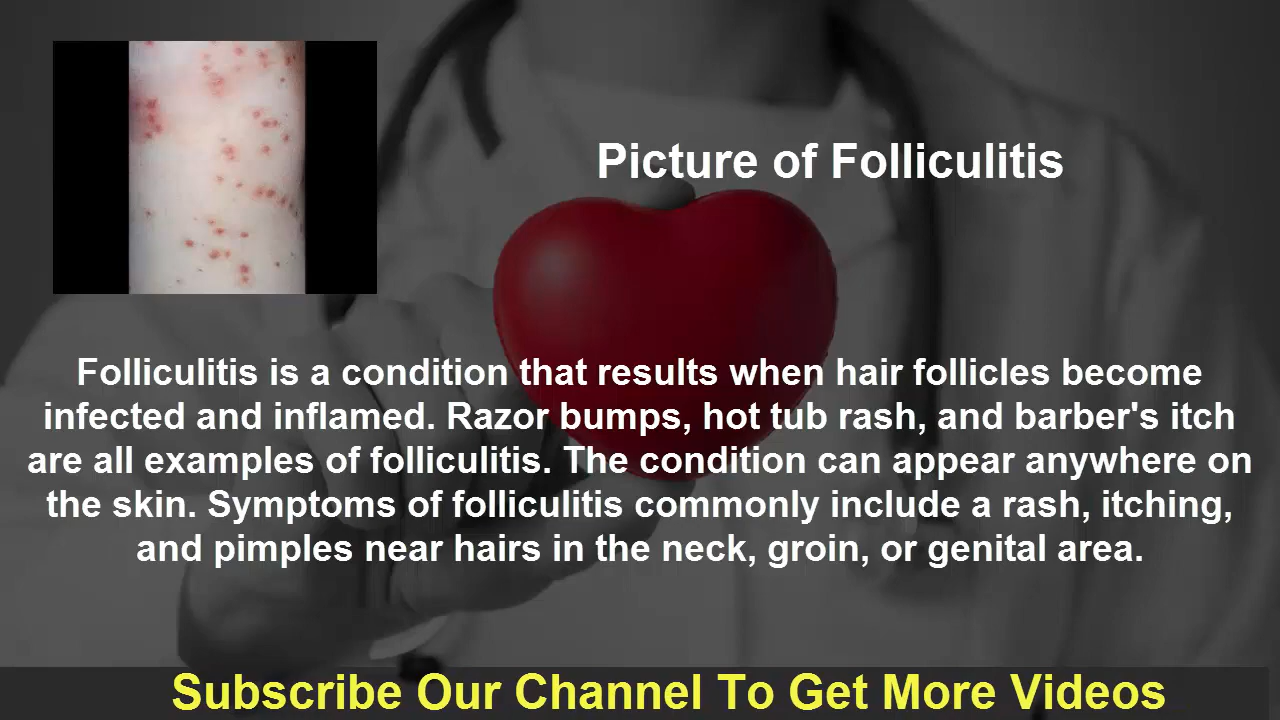 Picture of Folliculitis
Folliculitis is a condition that results when hair follicles become
infected and inflamed. Razor bumps, hot tub rash, and barber's itch
are all examples of folliculitis. The condition can appear anywhere on
the skin. Symptoms of folliculitis commonly include a rash, itching,
and pimples near hairs in the neck, groin, or genital area.
Subscribe Our Channel To Get More Videos